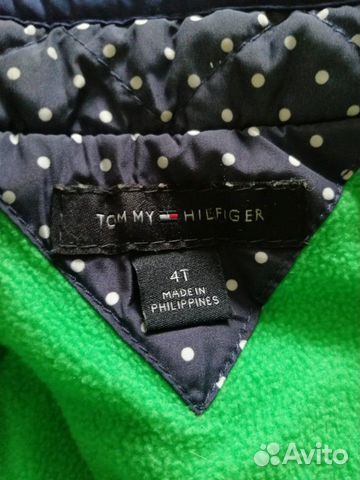 TOMMY HILFIGER
4T
MADE IN
PHILIPPINES
Avito